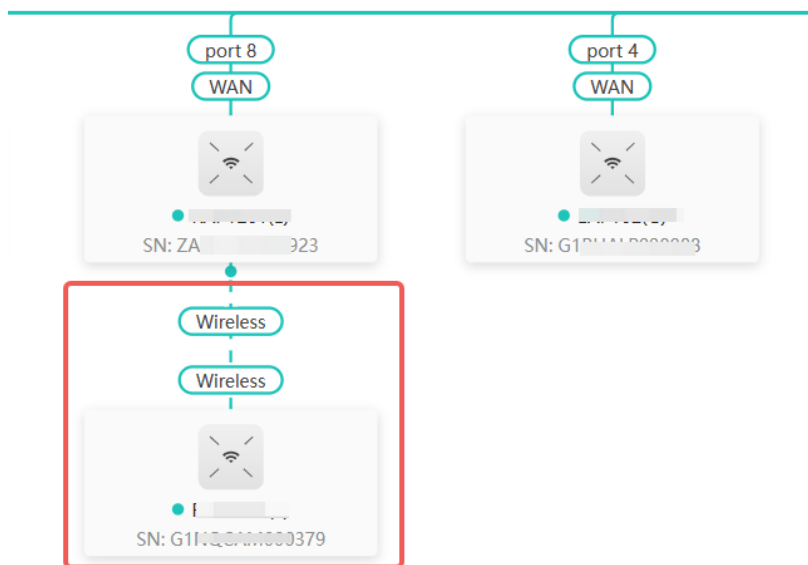 port 8
port 4
WAN
WAN
SN: ZA
923
SN: G1
Wireless
Wireless
SN: G1
379